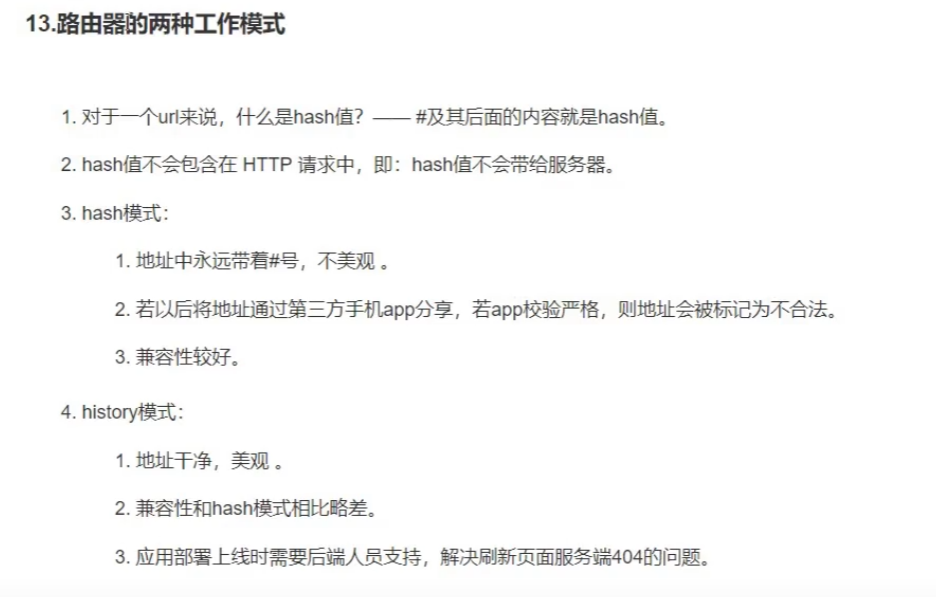 13.路由器的两种工作模式
1. 对于一个url来说，什么是hash值？—— #及其后面的内容就是hash值。
2. hash值不会包含在 HTTP 请求中，即：hash值不会带给服务器。
3. hash模式：
1. 地址中永远带着#号，不美观 。
2. 若以后将地址通过第三方手机app分享，若app校验严格，则地址会被标记为不合法。
3. 兼容性较好。
4. history模式：
1. 地址干净，美观 。
2. 兼容性和hash模式相比略差。
3. 应用部署上线时需要后端人员支持，解决刷新页面服务端404的问题。